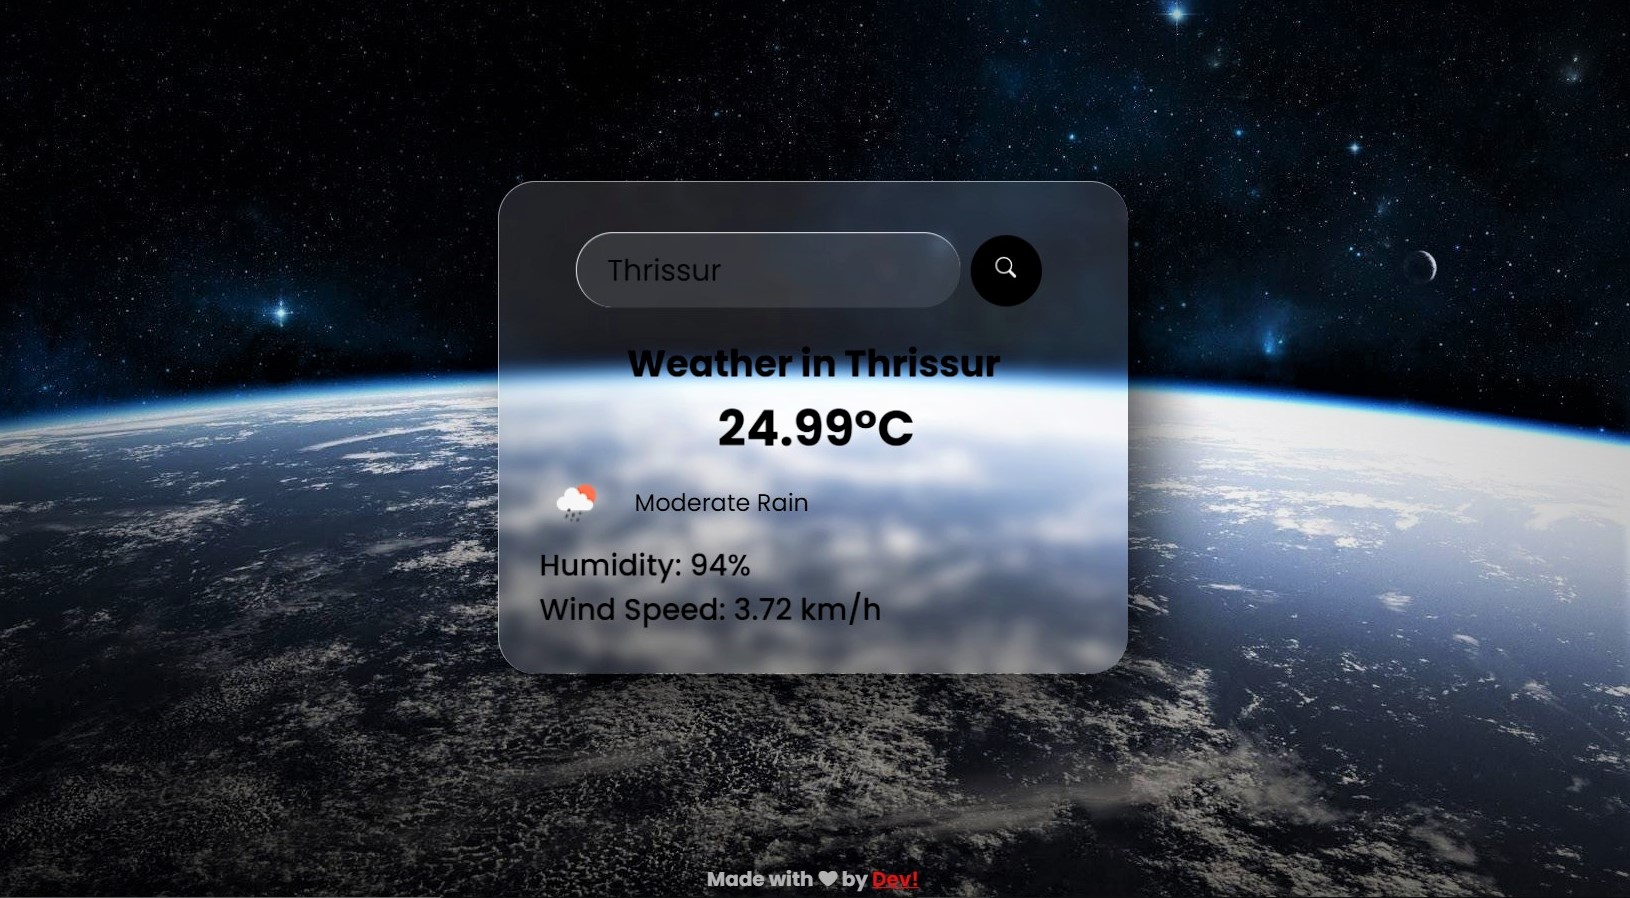 Thrissur
Weather in Thrissur
24.99°C
Moderate Rain
Humidity: 94%
Wind Speed: 3.72 km/h
Made with ♥ by Dev!